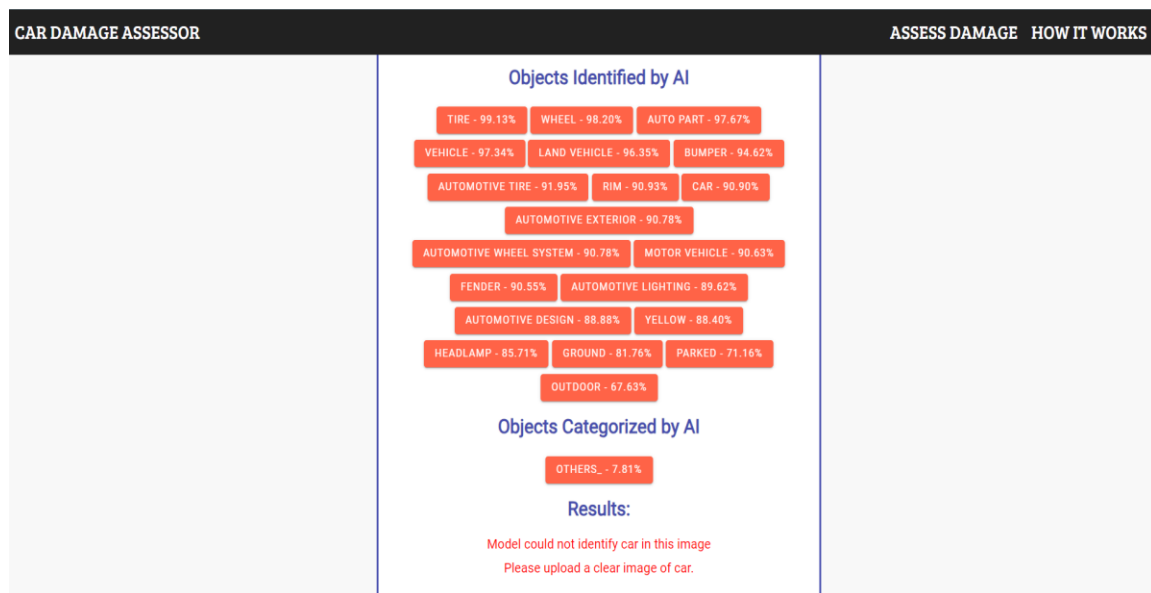 CAR DAMAGE ASSESSOR
ASSESS DAMAGE HOW IT WORKS
Objects Identified by AI
TIRE - 99.13% WHEEL - 98.20% AUTO PART - 97.67%
VEHICLE - 97.34% LAND VEHICLE - 96.35% BUMPER - 94.62%
AUTOMOTIVE TIRE - 91.95% RIM - 90.93% CAR - 90.90%
AUTOMOTIVE EXTERIOR - 90.78%
AUTOMOTIVE WHEEL SYSTEM - 90.78% MOTOR VEHICLE - 90.63%
FENDER - 90.55% AUTOMOTIVE LIGHTING - 89.62%
AUTOMOTIVE DESIGN - 88.88% YELLOW - 88.40%
HEADLAMP - 85.71% GROUND - 81.76% PARKED - 71.16%
OUTDOOR - 67.63%
Objects Categorized by AI
OTHERS_ - 7.81%
Results:
Model could not identify car in this image
Please upload a clear image of car.